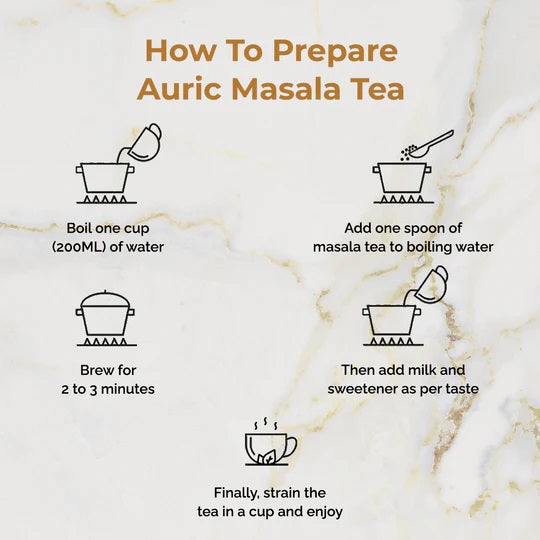 How To Prepare
Auric Masala Tea
Boil one cup
(200ML) of water
Add one spoon of
masala tea to boiling water
Brew for
2 to 3 minutes
Then add milk and
sweetener as per taste
Finally, strain the
tea in a cup and enjoy